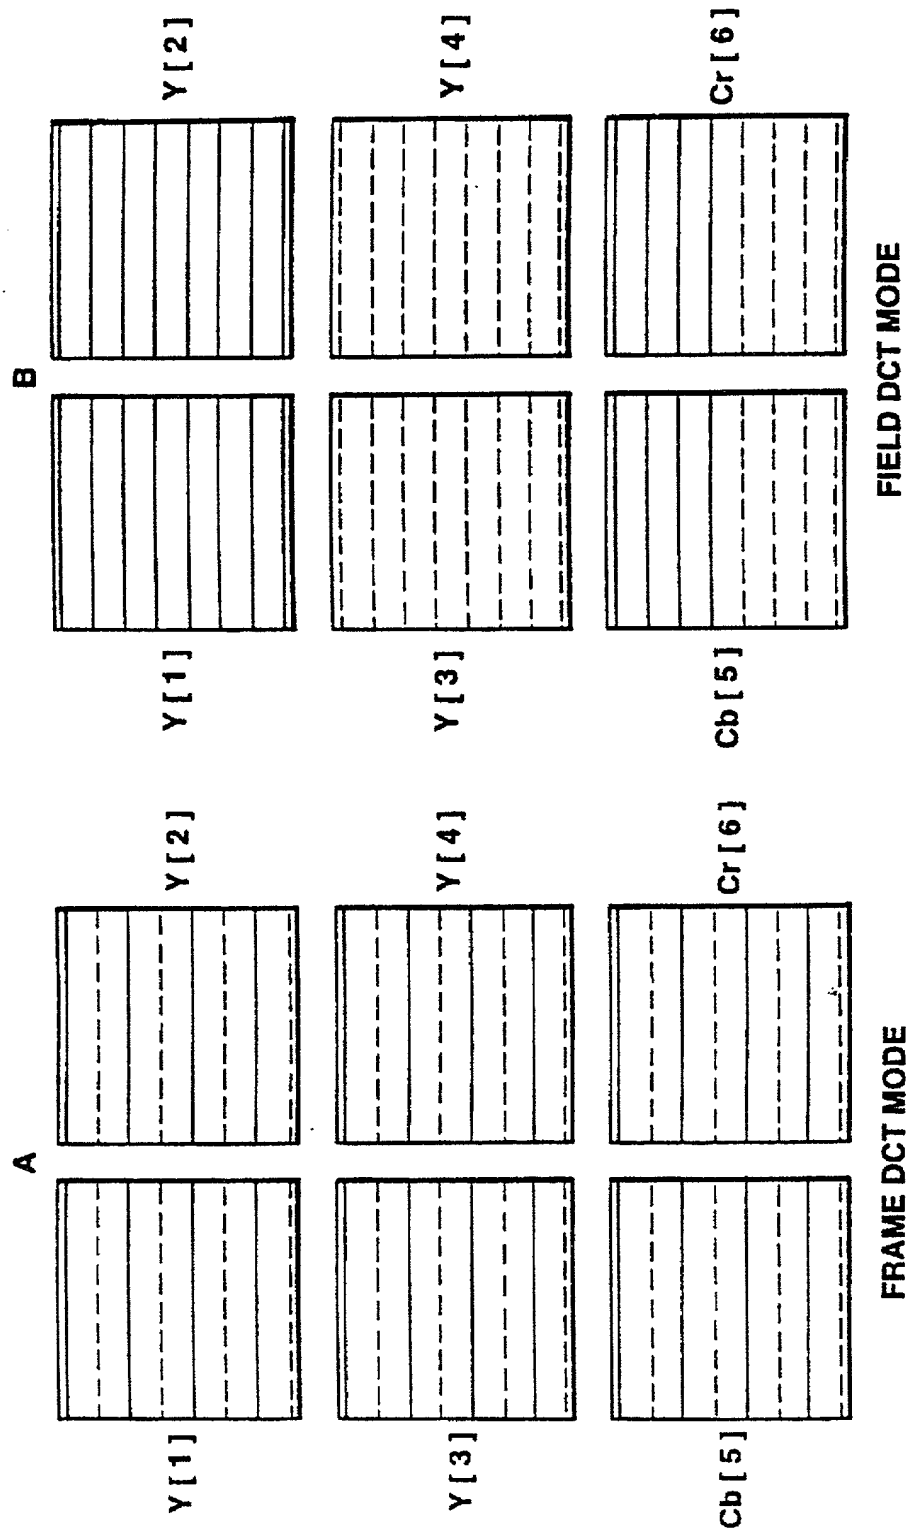 A
Y[1]
Y[2]
Y[3]
Y[4]
Cb[5]
Cr[6]
FRAME DCT MODE
B
Y[1]
Y[2]
Y[3]
Y[4]
Cb[5]
Cr[6]
FIELD DCT MODE